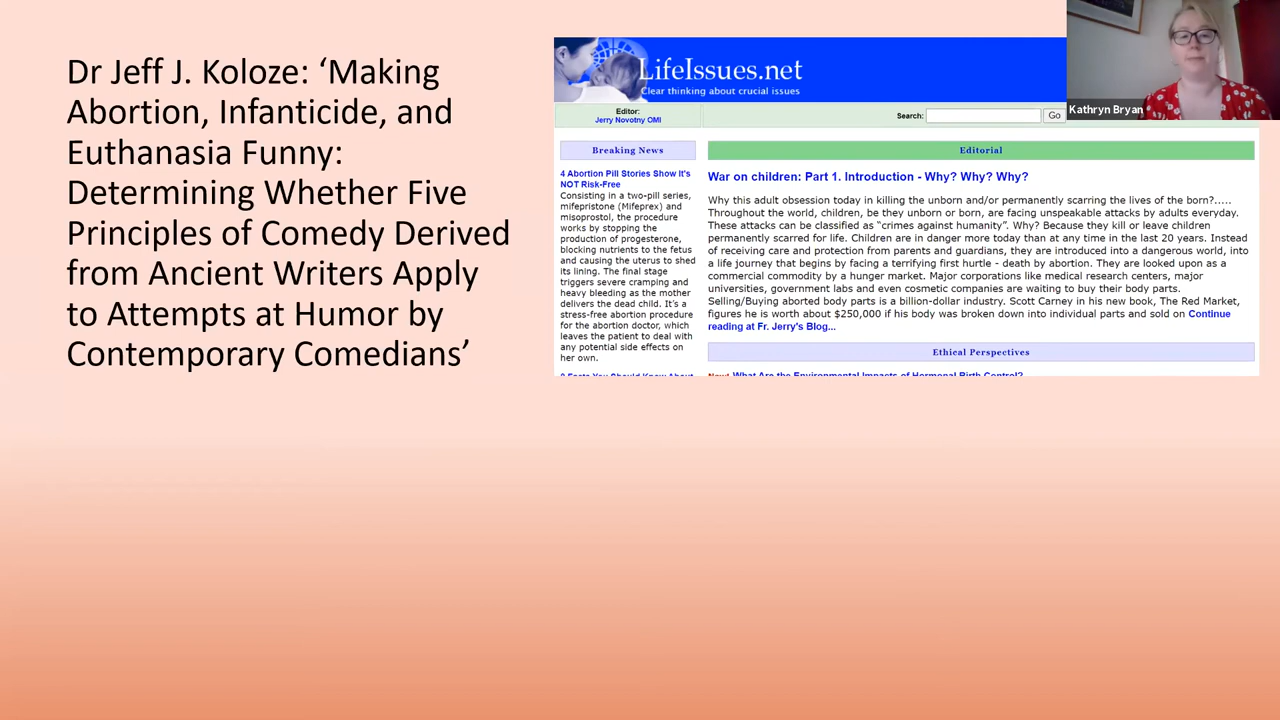 Dr Jeff J. Koloze: ‘Making
Abortion, Infanticide, and
Euthanasia Funny:
Determining Whether Five
Principles of Comedy Derived
from Ancient Writers Apply
to Attempts at Humor by
Contemporary Comedians’
LifeIssues.net
Clear thinking about crucial issues
Kathryn Bryan
Editor:
Jerry Novotny OMI
Search:
Go
Breaking News
4 Abortion Pill Stories Show It's
NOT Risk-Free
Consisting in a two-pill series,
mifepristone (Mifeprex) and
misoprostol, the procedure
works by stopping the
production of progesterone,
blocking nutrients to the fetus
and causing the uterus to shed
its lining. The final stage
triggers severe cramping and
heavy bleeding as the mother
delivers the dead child. It's a
stress-free abortion procedure
for the abortion doctor, which
leaves the patient to deal with
any potential side effects on
her own.
Editorial
War on children: Part 1. Introduction - Why? Why? Why?
Why this adult obsession today in killing the unborn and/or permanently scarring the lives of the born?.....
Throughout the world, children, be they unborn or born, are facing unspeakable attacks by adults everyday.
These attacks can be classified as “crimes against humanity”. Why? Because they kill or leave children
permanently scarred for life. Children are in danger more today than at any time in the last 20 years. Instead
of receiving care and protection from parents and guardians, they are introduced into a dangerous world, into
a life journey that begins by facing a terrifying first hurtle - death by abortion. They are looked upon as a
commercial commodity by a hunger market. Major corporations like medical research centers, major
universities, government labs and even cosmetic companies are waiting to buy their body parts.
Selling/Buying aborted body parts is a billion-dollar industry. Scott Carney in his new book, The Red Market,
figures he is worth about $250,000 if his body was broken down into individual parts and sold on Continue
reading at Fr. Jerry's Blog...
Ethical Perspectives
New! What Are the Environmental Impacts of Hormonal Birth Control?